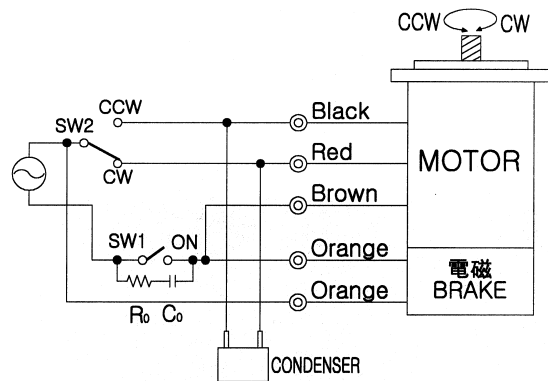 CCW CW
CCW
SW2
CW
Black
Red
Brown
MOTOR
SW1 ON
Orange
R₀ C₀
Orange
電磁
BRAKE
CONDENSER